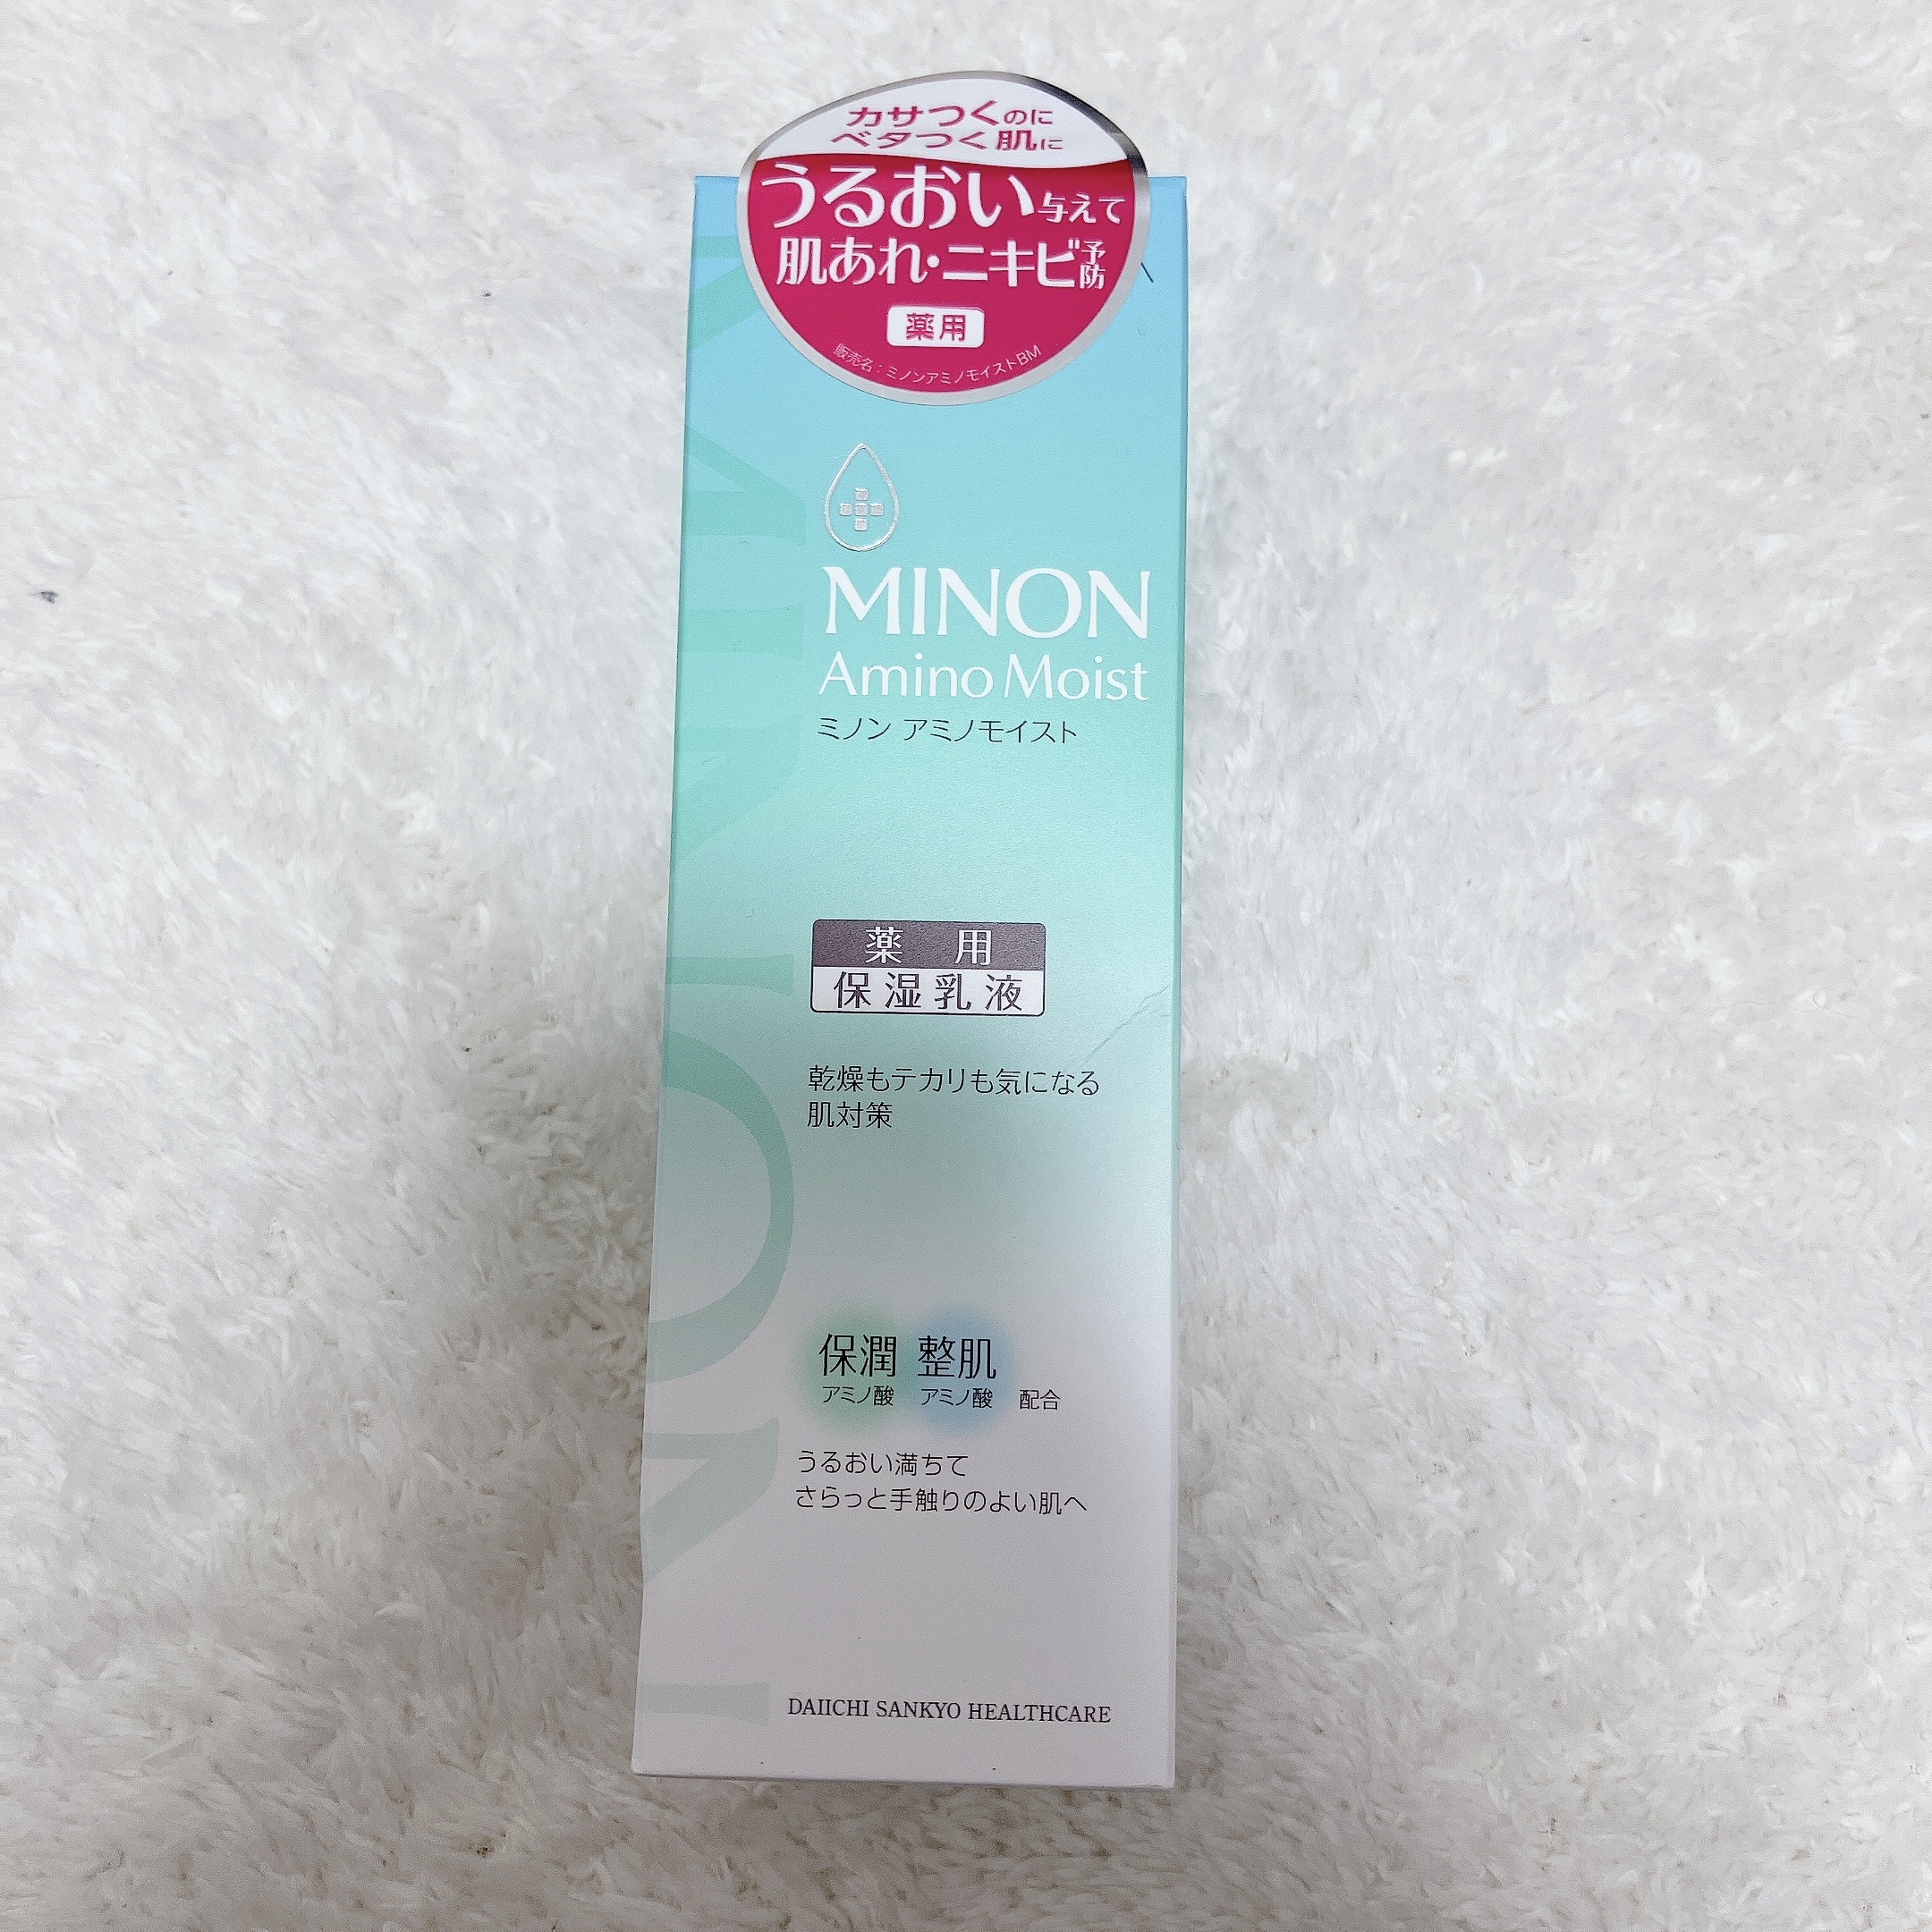 カサつくのに
ベタつく肌に
うるおい与えて
肌あれ・ニキビ予防
薬用
販売名：ミノンアミノモイストBM
MINON
Amino Moist
ミノン アミノモイスト
薬用
保湿乳液
乾燥もテカリも気になる
肌対策
保潤 整肌
アミノ酸 アミノ酸 配合
うるおい満ちて
さらっと手触りのよい肌へ
DAIICHI SANKYO HEALTHCARE
MINON